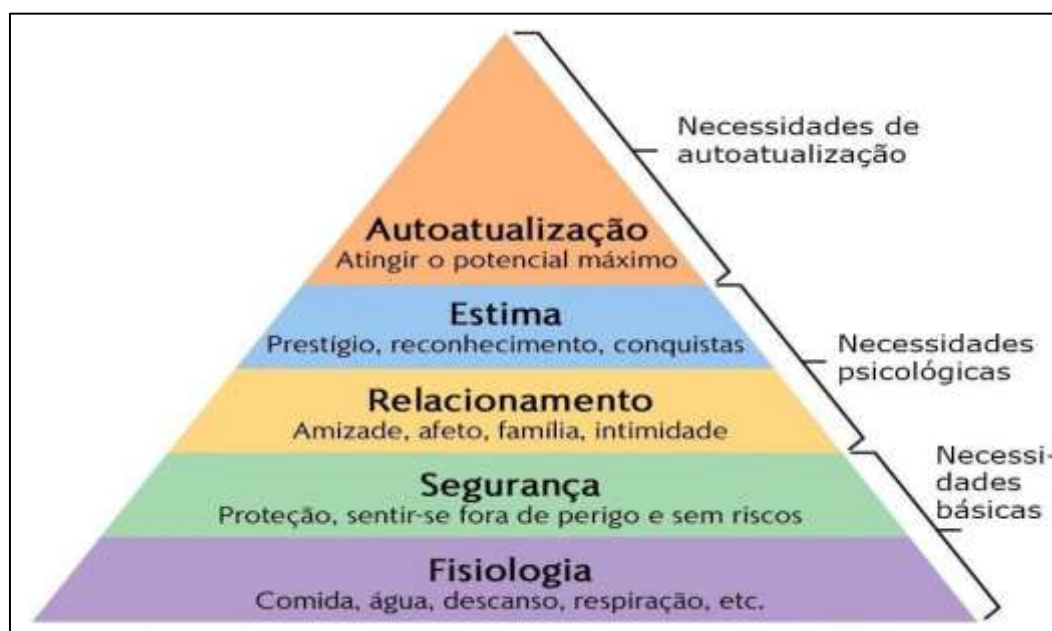 Necessidades de
autoatualização
Autoatualização
Atingir o potencial máximo
Estima
Prestígio, reconhecimento, conquistas
Necessidades
psicológicas
Relacionamento
Amizade, afeto, família, intimidade
Necessi-
dades
básicas
Segurança
Proteção, sentir-se fora de perigo e sem riscos
Fisiologia
Comida, água, descanso, respiração, etc.